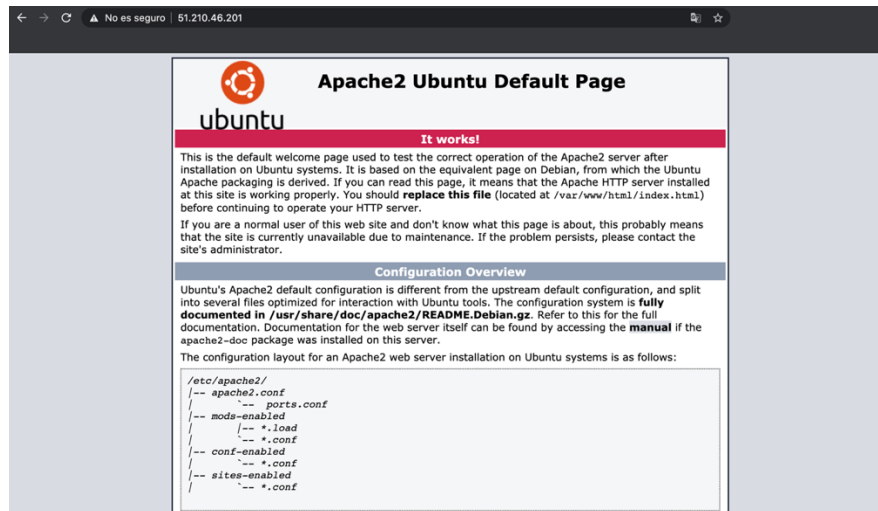 No es seguro | 51.210.46.201
Apache2 Ubuntu Default Page
ubuntu
It works!
This is the default welcome page used to test the correct operation of the Apache2 server after
installation on Ubuntu systems. It is based on the equivalent page on Debian, from which the Ubuntu
Apache packaging is derived. If you can read this page, it means that the Apache HTTP server installed
at this site is working properly. You should replace this file (located at /var/www/html/index.html)
before continuing to operate your HTTP server.
If you are a normal user of this web site and don't know what this page is about, this probably means
that the site is currently unavailable due to maintenance. If the problem persists, please contact the
site's administrator.
Configuration Overview
Ubuntu's Apache2 default configuration is different from the upstream default configuration, and split
into several files optimized for interaction with Ubuntu tools. The configuration system is fully
documented in /usr/share/doc/apache2/README.Debian.gz. Refer to this for the full
documentation. Documentation for the web server itself can be found by accessing the manual if the
apache2-doc package was installed on this server.
The configuration layout for an Apache2 web server installation on Ubuntu systems is as follows:
/etc/apache2/
|-- apache2.conf
|       `--  ports.conf
|-- mods-enabled
|       |-- *.load
|       `-- *.conf
|-- conf-enabled
|       `-- *.conf
|-- sites-enabled
|       `-- *.conf